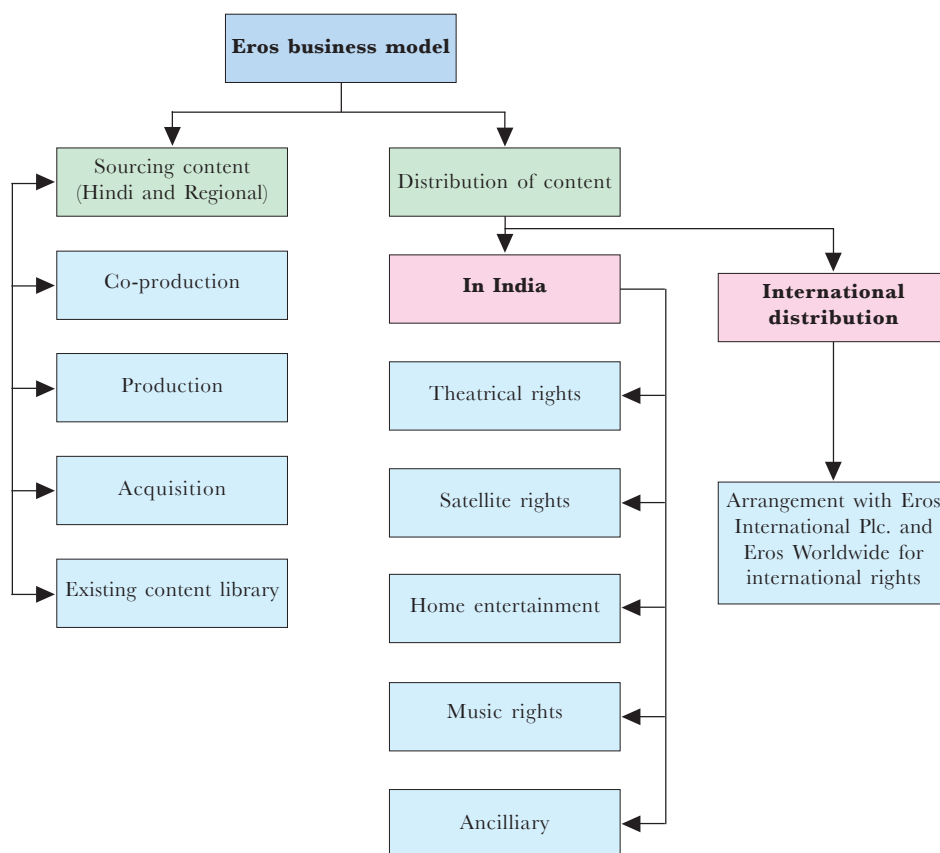 Eros business model
Sourcing content
(Hindi and Regional)
Co-production
Production
Acquisition
Existing content library
Distribution of content
In India
Theatrical rights
Satellite rights
Home entertainment
Music rights
Ancilliary
International
distribution
Arrangement with Eros
International Plc. and
Eros Worldwide for
international rights